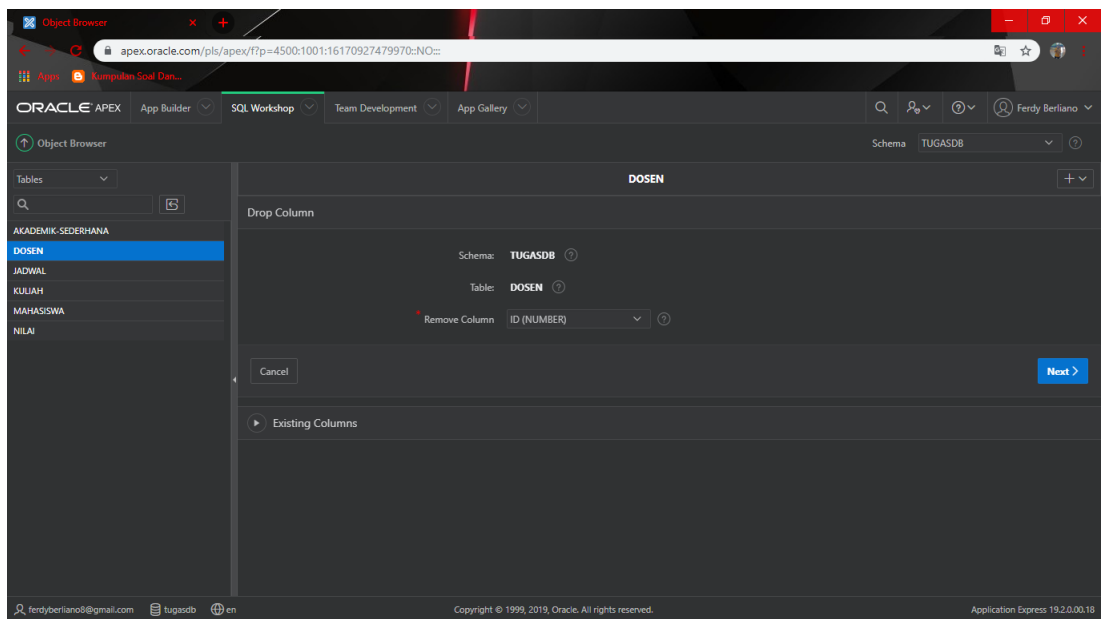 Object Browser
apex.oracle.com/pls/apex/f?p=4500:1001:16170927479970::NO:::
Apps Kumpulan Soal Dan...
ORACLE APEX App Builder SQL Workshop Team Development App Gallery Ferdy Berliano
Object Browser Schema TUGASDB
Tables
DOSEN
Drop Column
AKADEMIK-SEDERHANA
DOSEN
JADWAL
KULIAH
MAHASISWA
NILAI
Schema: TUGASDB
Table: DOSEN
* Remove Column ID (NUMBER)
Cancel Next >
Existing Columns
ferdyberliano8@gmail.com tugasdb en Copyright © 1999, 2019, Oracle. All rights reserved. Application Express 19.2.0.00.18